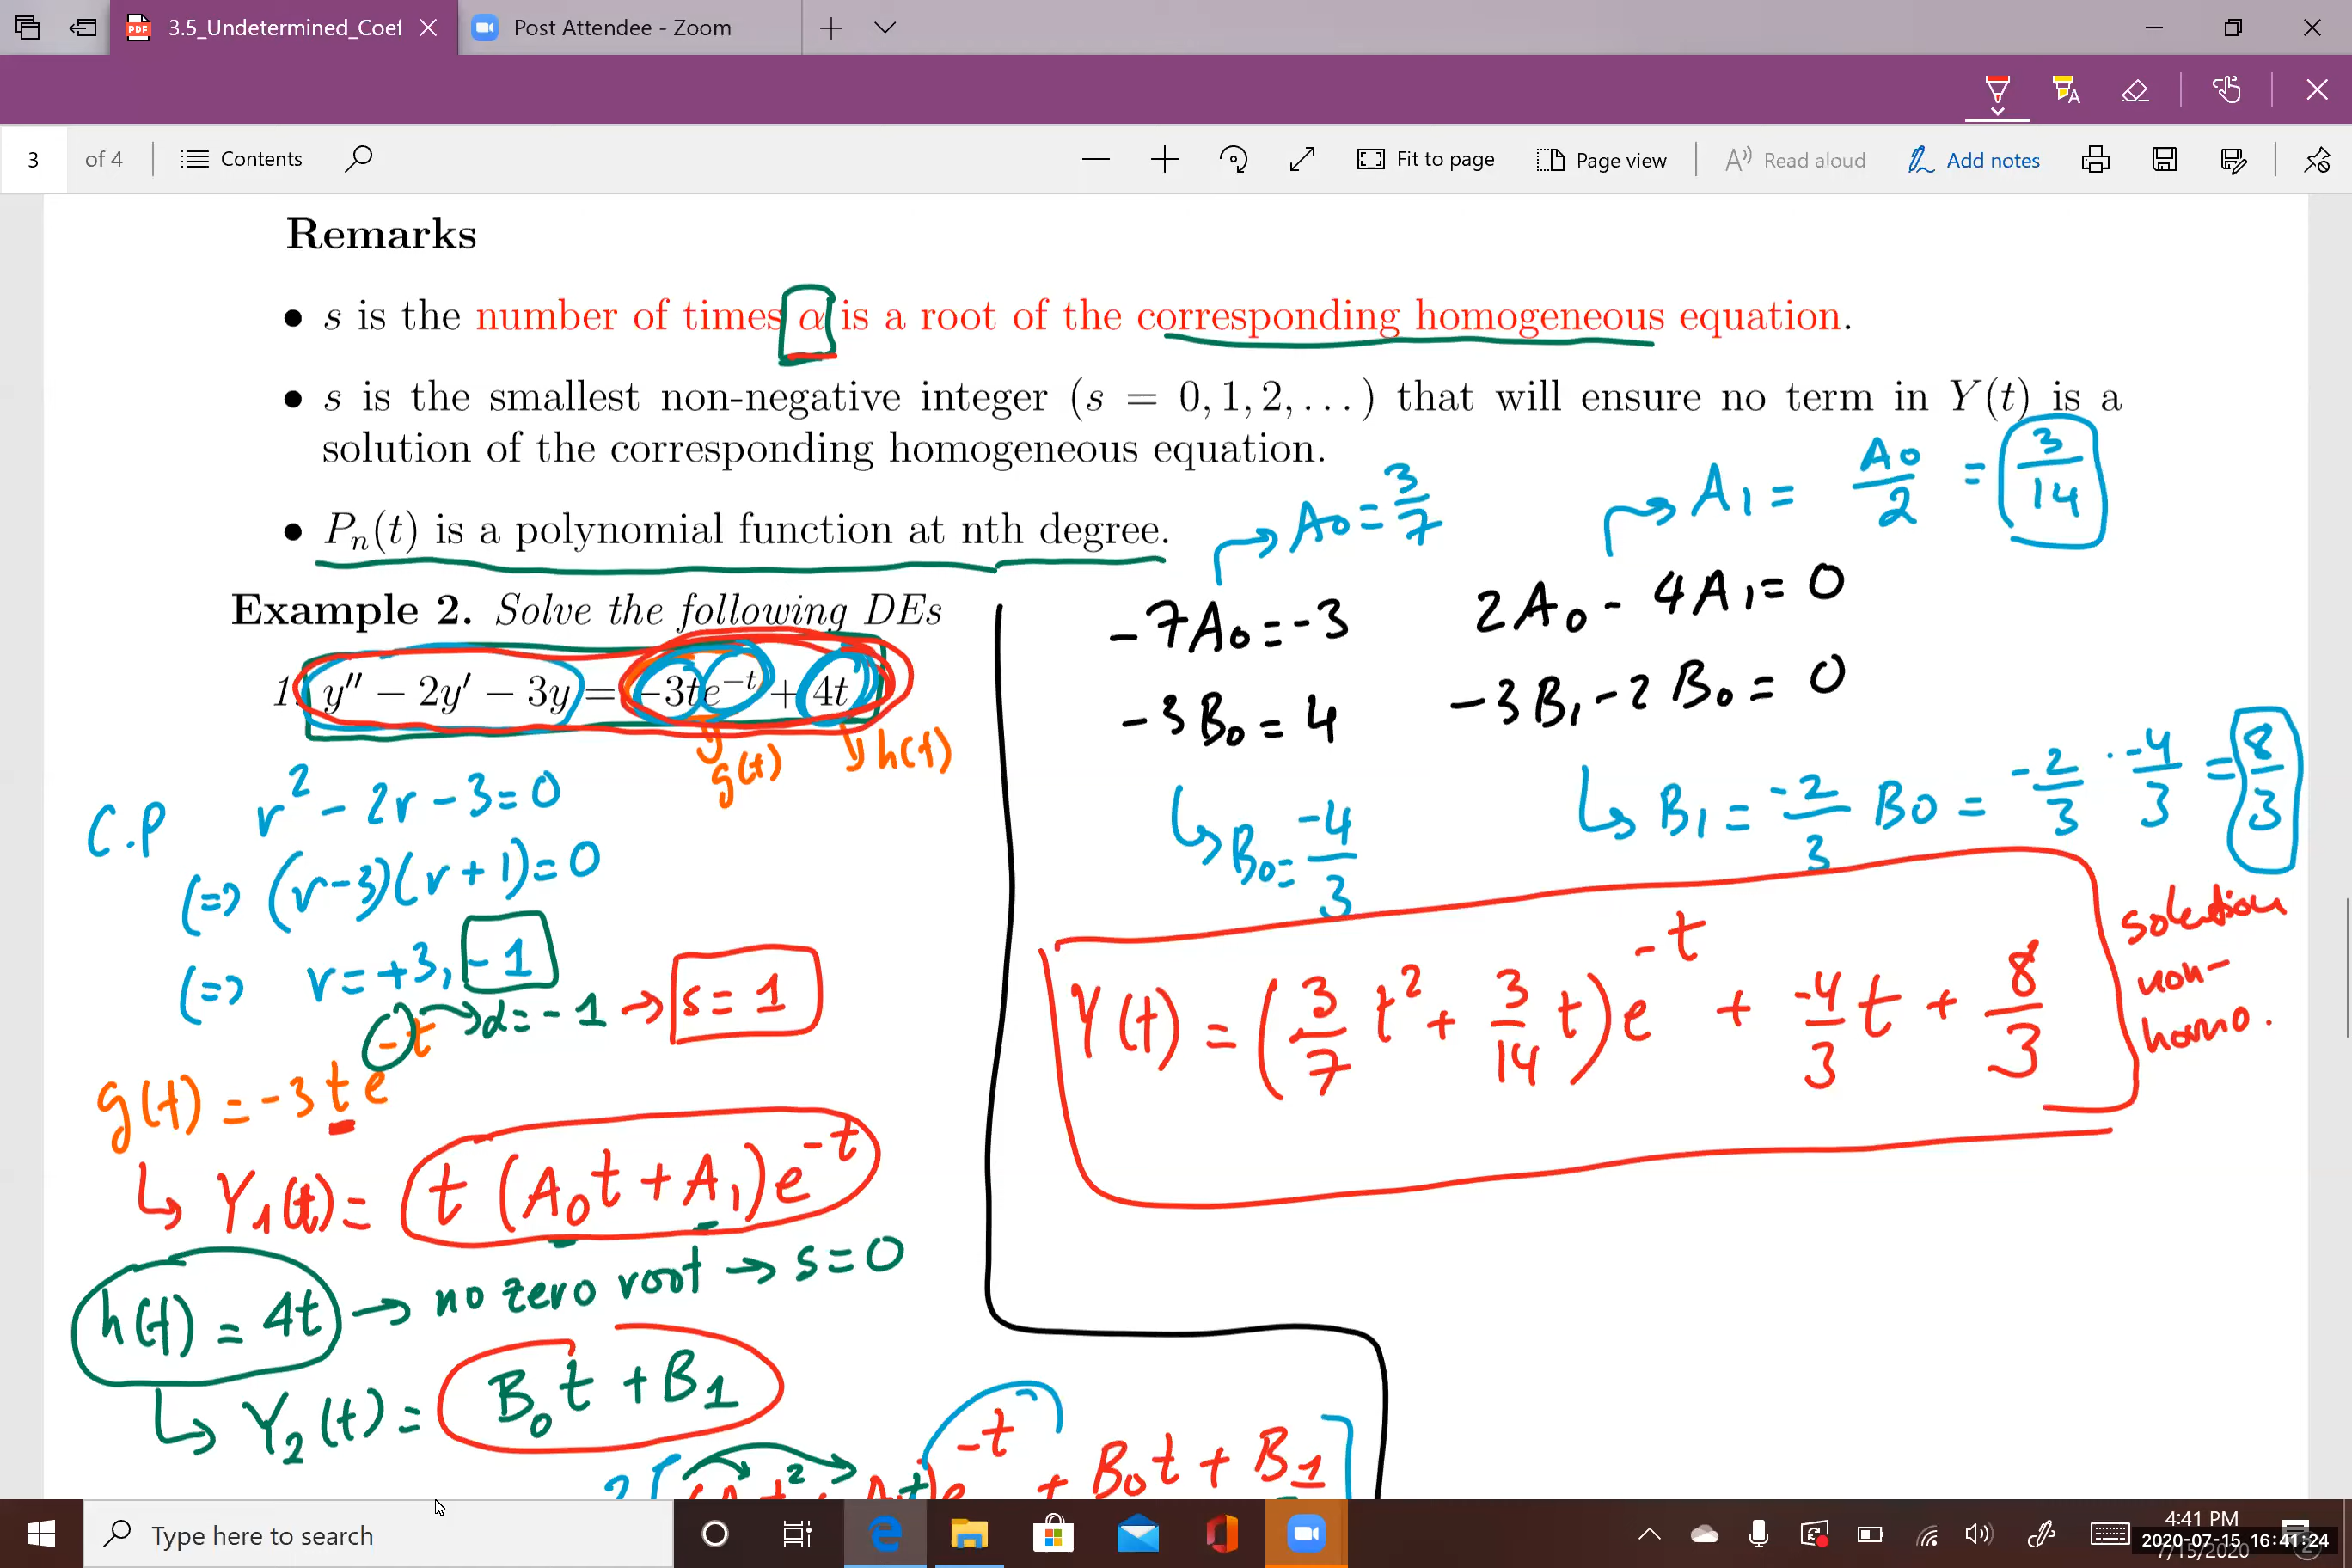 3.5_Undetermined_Coef
Post Attendee - Zoom
3 of 4
Contents
Fit to page
Page view
Read aloud
Add notes
Remarks
• s is the number of times α is a root of the corresponding homogeneous equation.
• s is the smallest non-negative integer (s = 0, 1, 2, . . . ) that will ensure no term in Y(t) is a
solution of the corresponding homogeneous equation.
• Pₙ(t) is a polynomial function at nth degree.
Example 2. Solve the following DEs
1. y'' − 2y' − 3y = −3te^{−t} + 4t
g(t)
h(t)
C.P r² - 2r - 3 = 0
(=> (r-3)(r+1) = 0
(=> r = +3, -1
α = -1 → s = 1
g(t) = -3te^{-t}
↳ Y₁(t) = t(A₀t + A₁)e^{-t}
h(t) = 4t → no zero root → s = 0
↳ Y₂(t) = B₀t + B₁
A₀ = 3/7
A₁ = A₀/2 = 3/14
-7A₀ = -3
2A₀ - 4A₁ = 0
-3B₀ = 4
-3B₁ - 2B₀ = 0
↳ B₀ = -4/3
↳ B₁ = -2/3 B₀ = -2/3 · -4/3 = 8/3
Y(t) = (3/7 t² + 3/14 t)e^{-t} + -4/3 t + 8/3
solution
non-
homo.
e^{-t} + B₀t + B₁
Type here to search
4:41 PM
2020-07-15 16:41:24